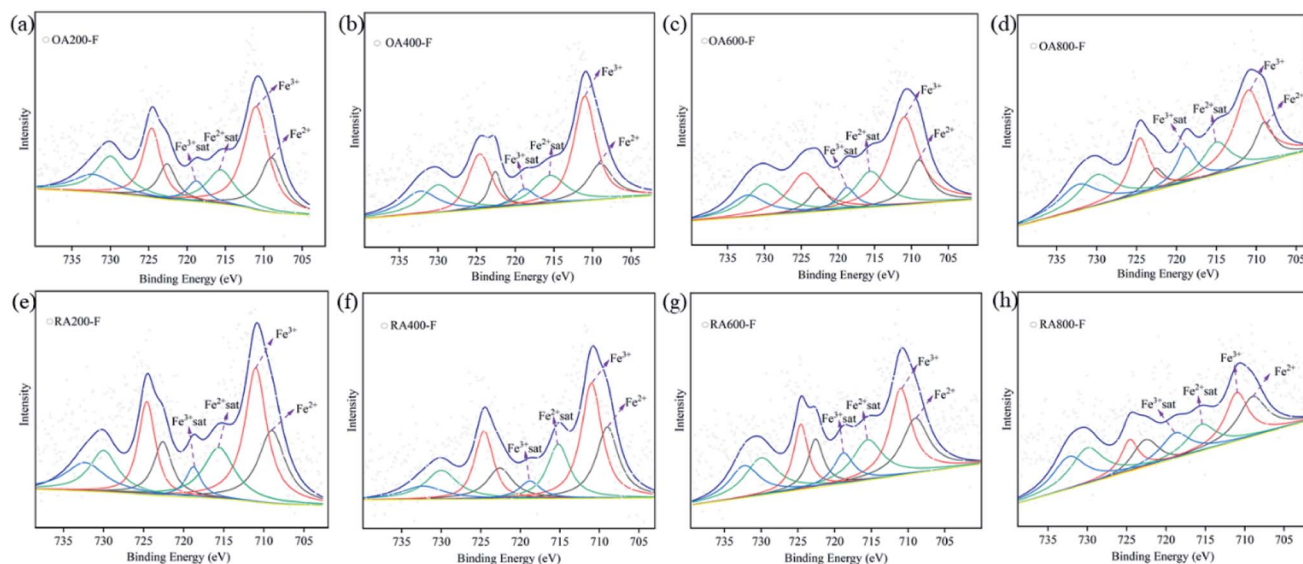 (a)
○OA200-F
Fe³⁺
Fe²⁺sat
Fe³⁺sat
Fe²⁺
Intensity
735 730 725 720 715 710 705
Binding Energy (eV)
(b)
○OA400-F
Fe³⁺
Fe²⁺sat
Fe³⁺sat
Fe²⁺
Intensity
735 730 725 720 715 710 705
Binding Energy (eV)
(c)
○OA600-F
Fe³⁺
Fe²⁺sat
Fe³⁺sat
Fe²⁺
Intensity
735 730 725 720 715 710 705
Binding Energy (eV)
(d)
○OA800-F
Fe³⁺
Fe²⁺
Fe³⁺sat
Fe²⁺sat
Intensity
735 730 725 720 715 710 705
Binding Energy (eV)
(e)
○RA200-F
Fe³⁺
Fe³⁺sat
Fe²⁺sat
Fe²⁺
Intensity
735 730 725 720 715 710 705
Binding Energy (eV)
(f)
○RA400-F
Fe³⁺
Fe²⁺sat
Fe²⁺
Fe³⁺sat
Intensity
735 730 725 720 715 710 705
Binding Energy (eV)
(g)
○RA600-F
Fe³⁺
Fe²⁺sat
Fe²⁺
Fe³⁺sat
Intensity
735 730 725 720 715 710 705
Binding Energy (eV)
(h)
○RA800-F
Fe³⁺
Fe²⁺
Fe²⁺sat
Fe³⁺sat
Intensity
735 730 725 720 715 710 705
Binding Energy (eV)